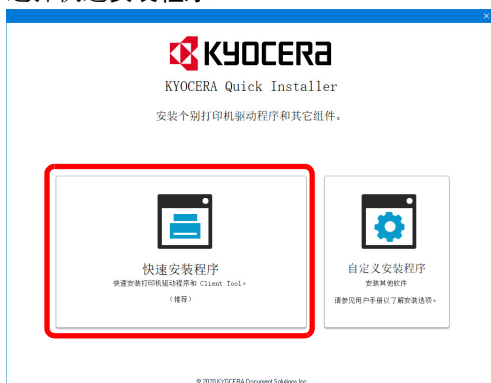 KYOCERA
KYOCERA Quick Installer
安装个别打印机驱动程序和其它组件。
快速安装程序
快速安装打印机驱动程序和 Client Tool。
（推荐）
自定义安装程序
安装其他软件
请参见用户手册以了解安装选项。
© 2020 KYOCERA Document Solutions Inc.